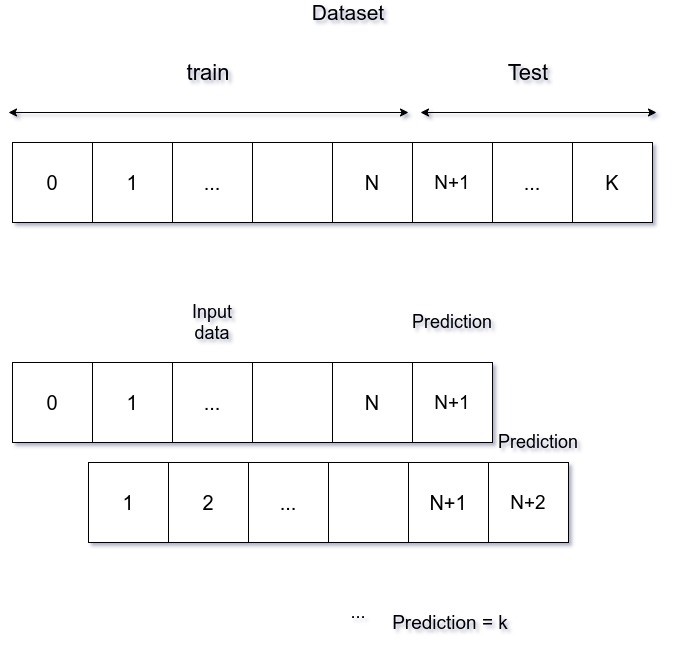 Dataset
train
Test
0 1 ... N N+1 ... K
Input
data
Prediction
0 1 ... N N+1
Prediction
1 2 ... N+1 N+2
... Prediction = k